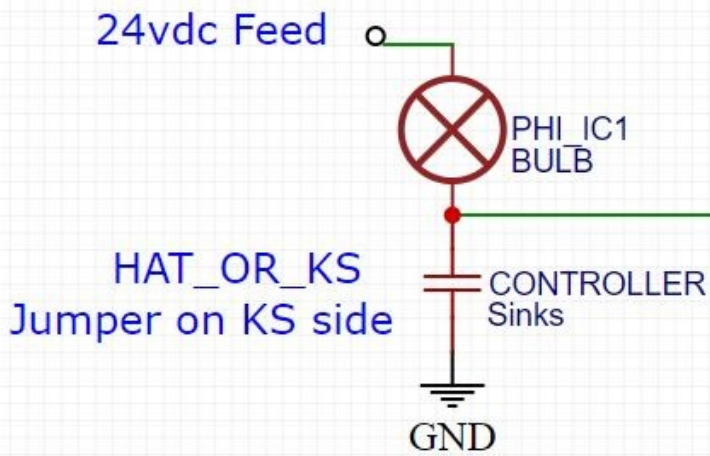 24vdc Feed
PHI_IC1
BULB
HAT_OR_KS
Jumper on KS side
CONTROLLER
Sinks
GND